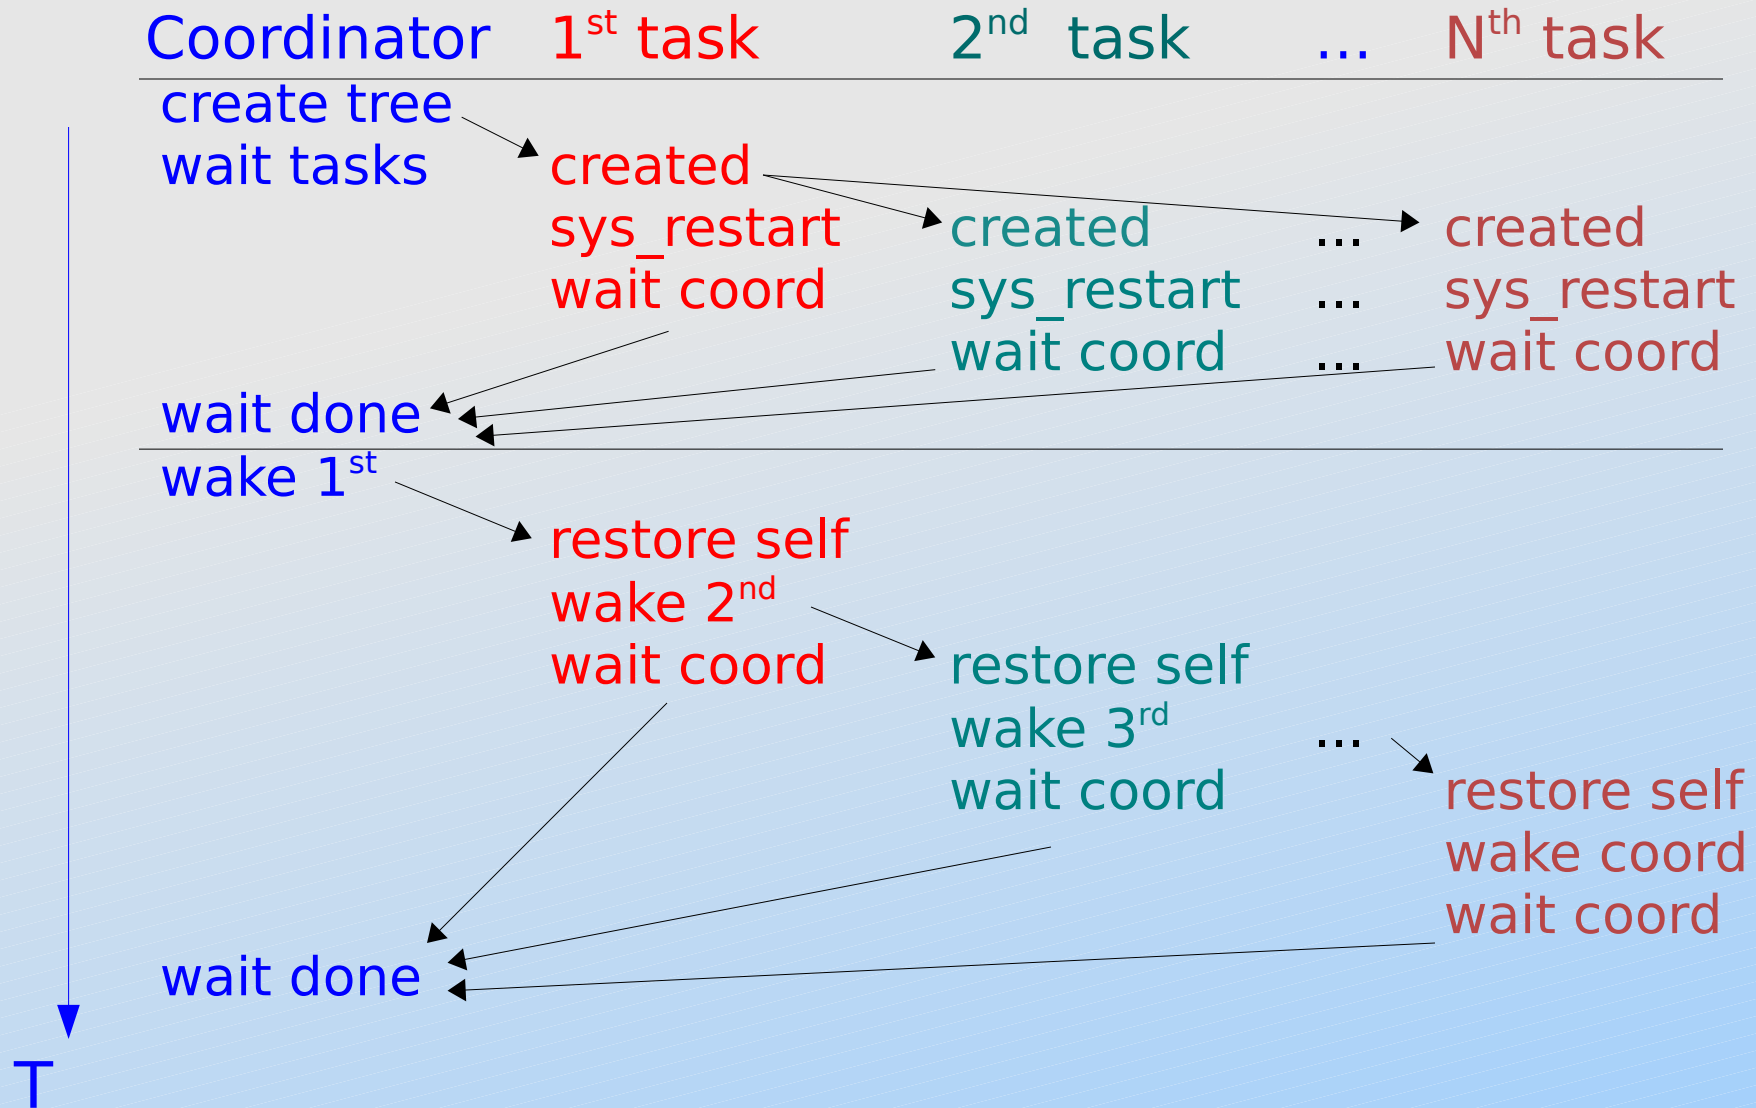 Coordinator 1st task 2nd task ... Nth task
create tree
wait tasks created
sys_restart created ... created
wait coord sys_restart ... sys_restart
wait coord ... wait coord
wait done
wake 1st
restore self
wake 2nd
wait coord restore self
wake 3rd ...
wait coord restore self
wake coord
wait coord
wait done
T